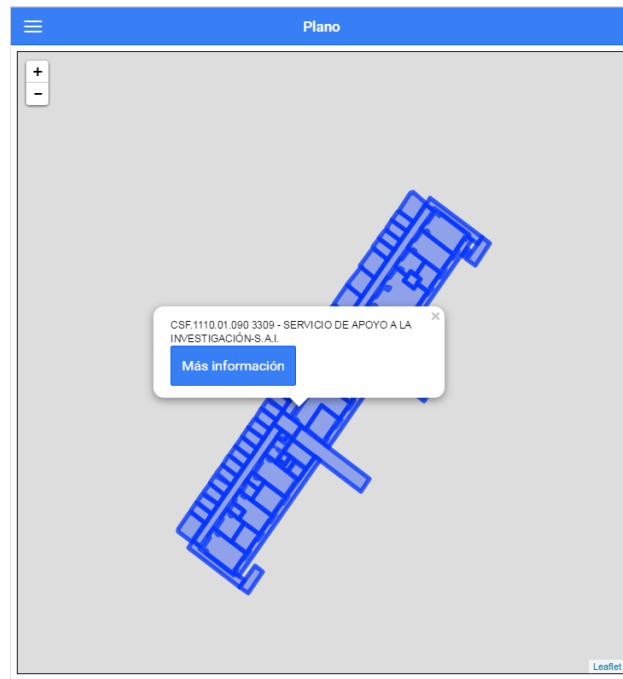 Plano
+
-
CSF.1110.01.090 3309 - SERVICIO DE APOYO A LA
INVESTIGACIÓN-S.A.I.
×
Más información
Leaflet